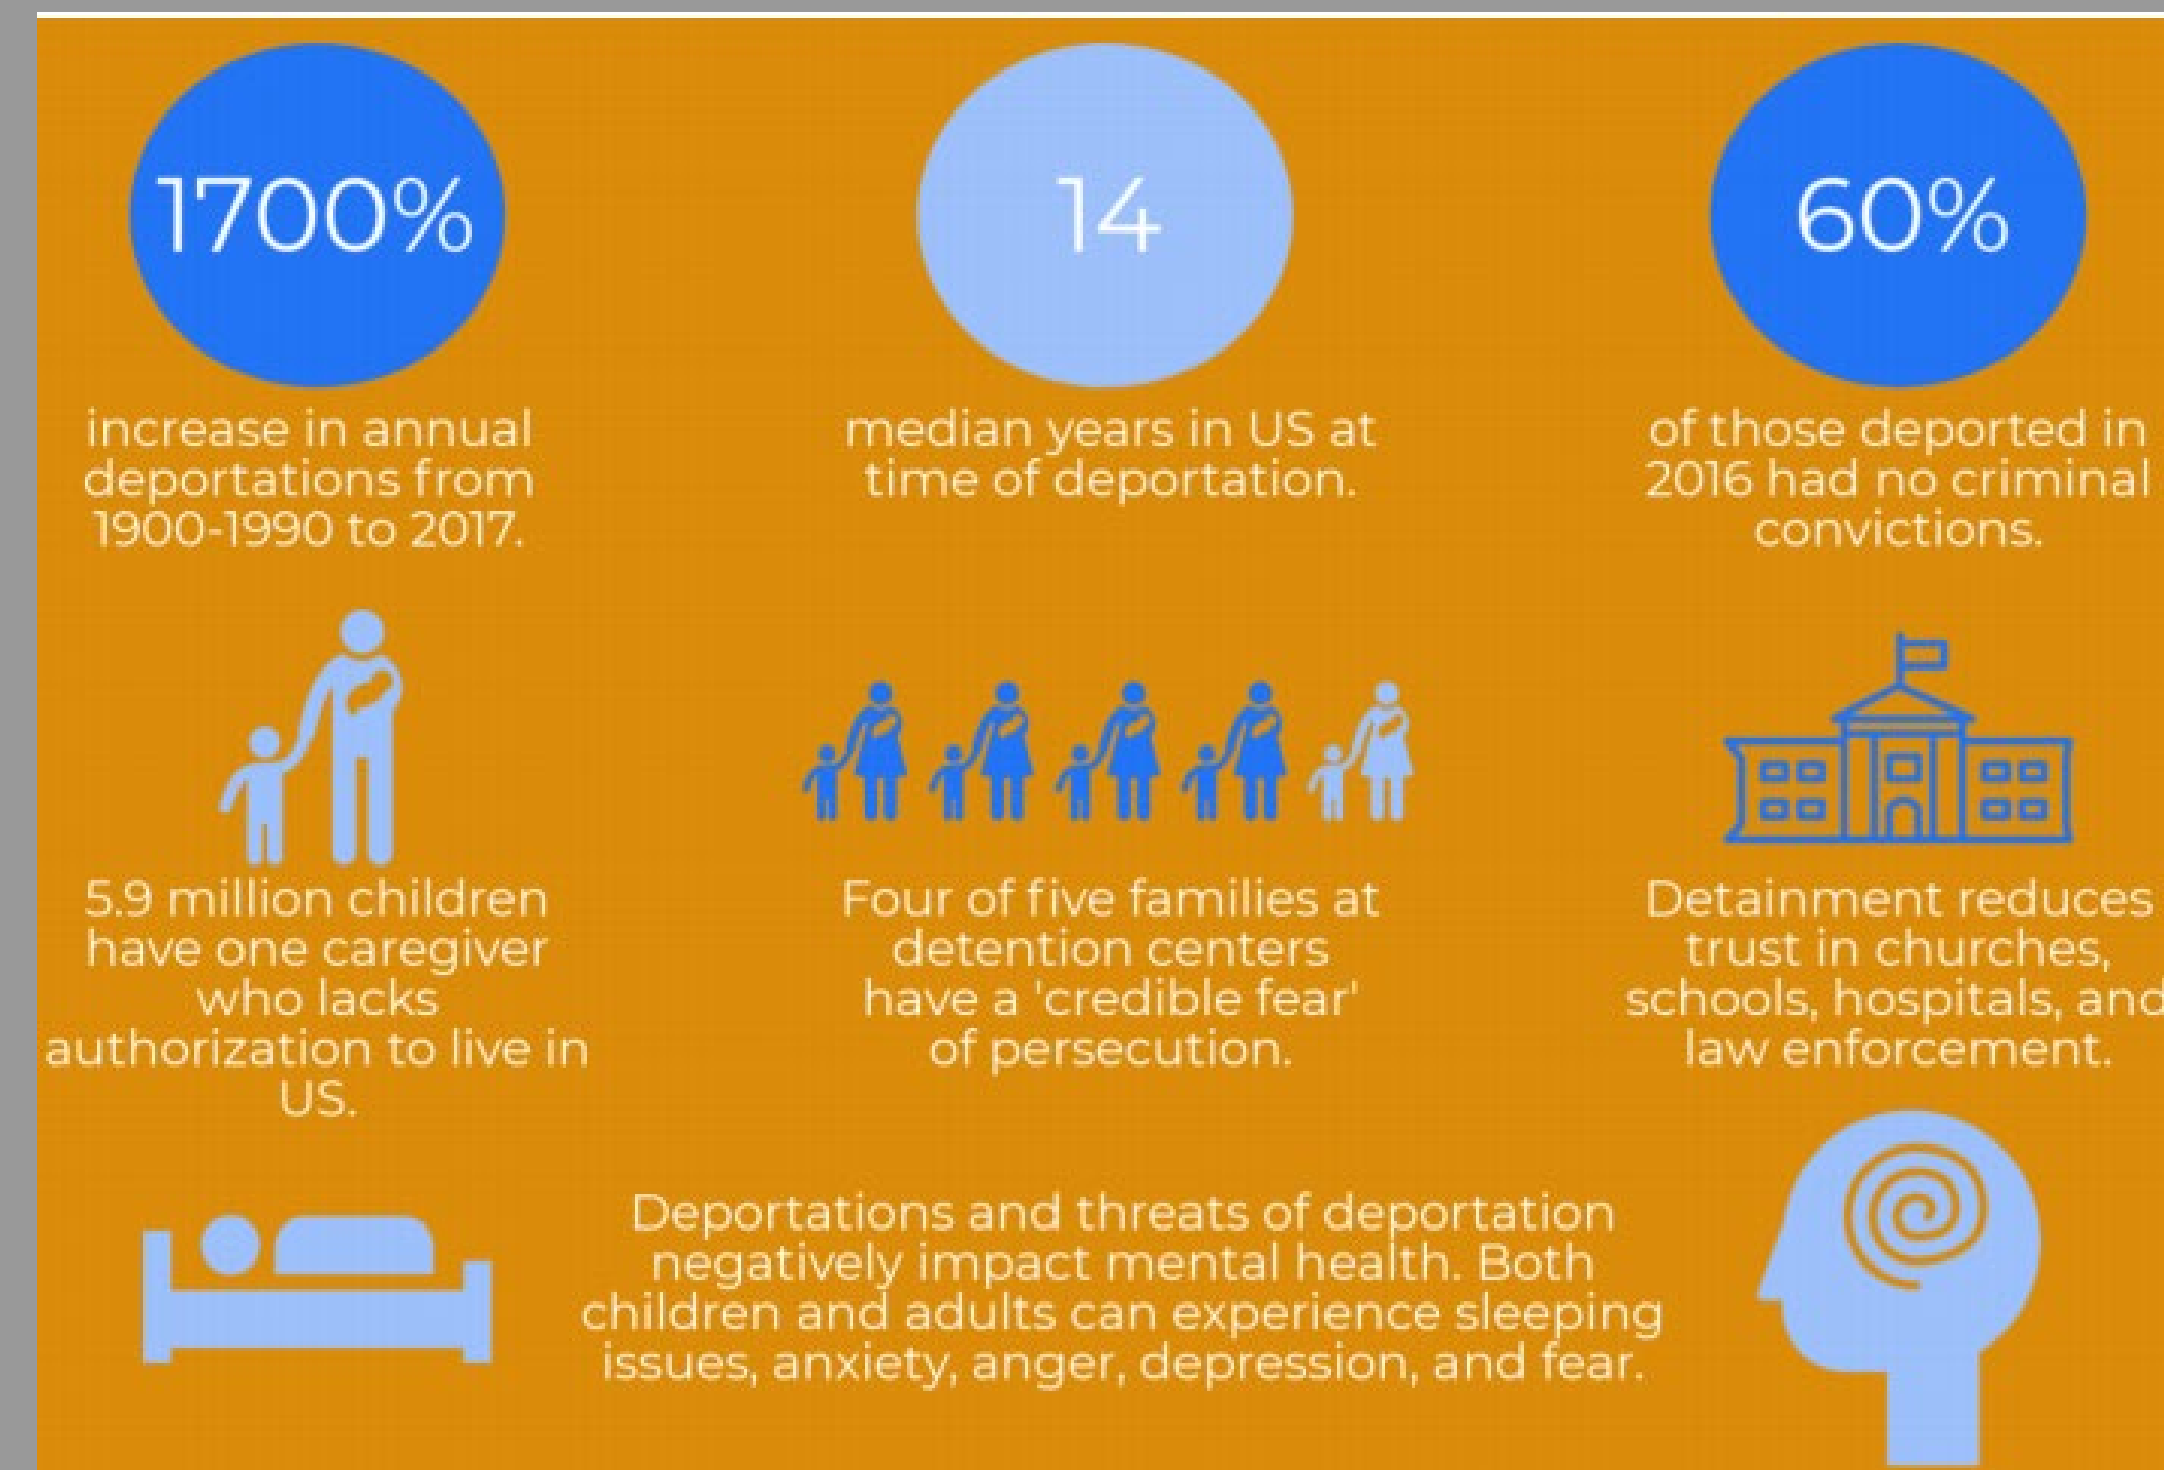 1700%
increase in annual
deportations from
1900-1990 to 2017.
14
median years in US at
time of deportation.
60%
of those deported in
2016 had no criminal
convictions.
5.9 million children
have one caregiver
who lacks
authorization to live in
US.
Four of five families at
detention centers
have a 'credible fear'
of persecution.
Detainment reduces
trust in churches,
schools, hospitals, and
law enforcement.
Deportations and threats of deportation
negatively impact mental health. Both
children and adults can experience sleeping
issues, anxiety, anger, depression, and fear.